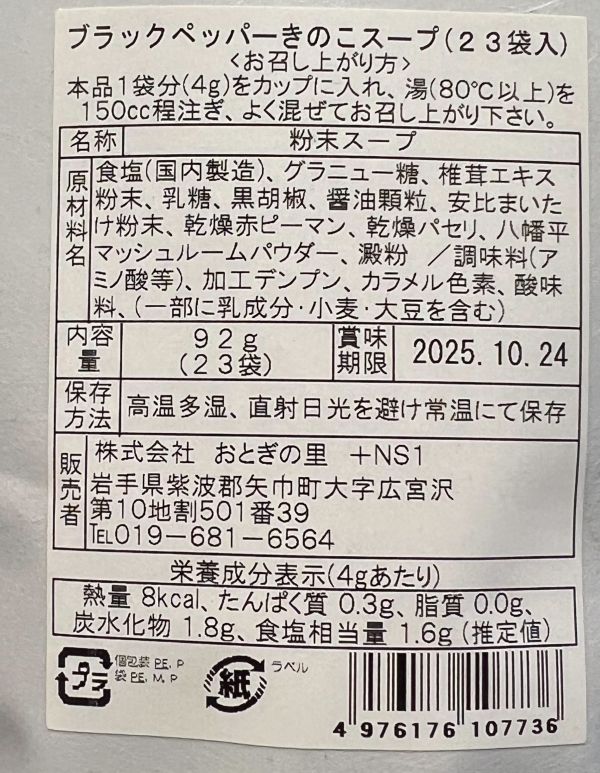 ブラックペッパーきのこスープ(23袋入)
<お召し上がり方>
本品1袋分(4g)をカップに入れ、湯(80℃以上)を
150cc程注ぎ、よく混ぜてお召し上がり下さい。
名称 粉末スープ
原材料名 食塩(国内製造)、グラニュー糖、椎茸エキス
粉末、乳糖、黒胡椒、醤油顆粒、安比まいた
け粉末、乾燥赤ピーマン、乾燥パセリ、八幡平
マッシュルームパウダー、澱粉 /調味料(ア
ミノ酸等)、加工デンプン、カラメル色素、酸味
料、(一部に乳成分・小麦・大豆を含む)
内容量 92g
(23袋)
賞味期限 2025.10.24
保存方法 高温多湿、直射日光を避け常温にて保存
販売者 株式会社 おとぎの里 +NS1
岩手県紫波郡矢巾町大字広宮沢
第10地割501番39
℡019-681-6564
栄養成分表示(4gあたり)
熱量 8kcal、たんぱく質 0.3g、脂質 0.0g、
炭水化物 1.8g、食塩相当量 1.6g (推定値)
プラ
個包装 PE, P
袋 PE, M, P
紙
ラベル
4 976176 107736